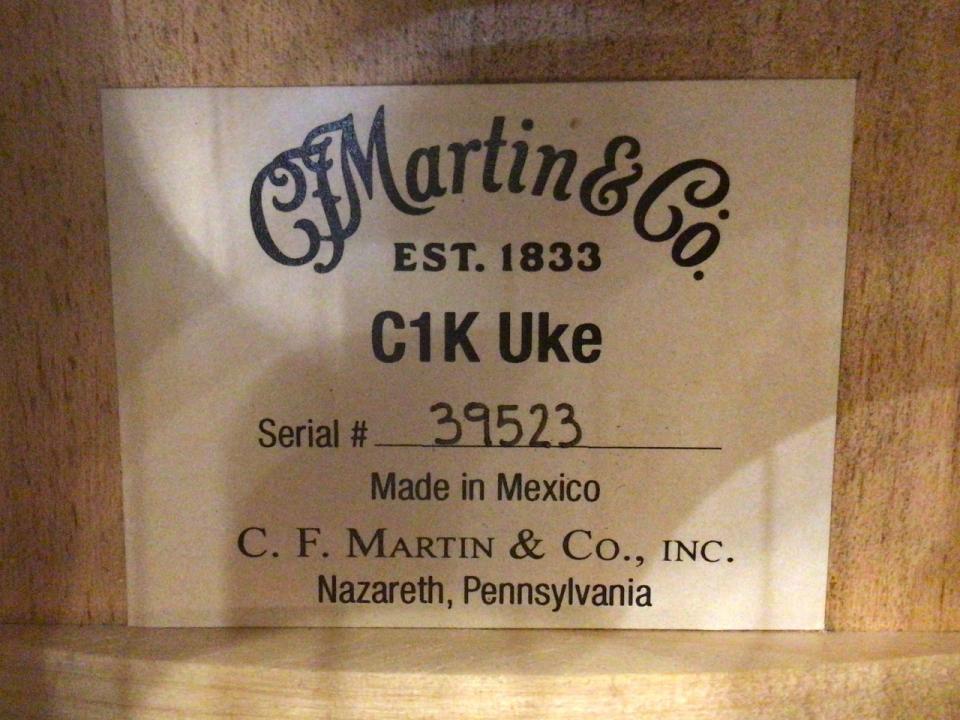 CFMartin & Co.
EST. 1833
C1K Uke
Serial # 39523
Made in Mexico
C. F. MARTIN & CO., INC.
Nazareth, Pennsylvania